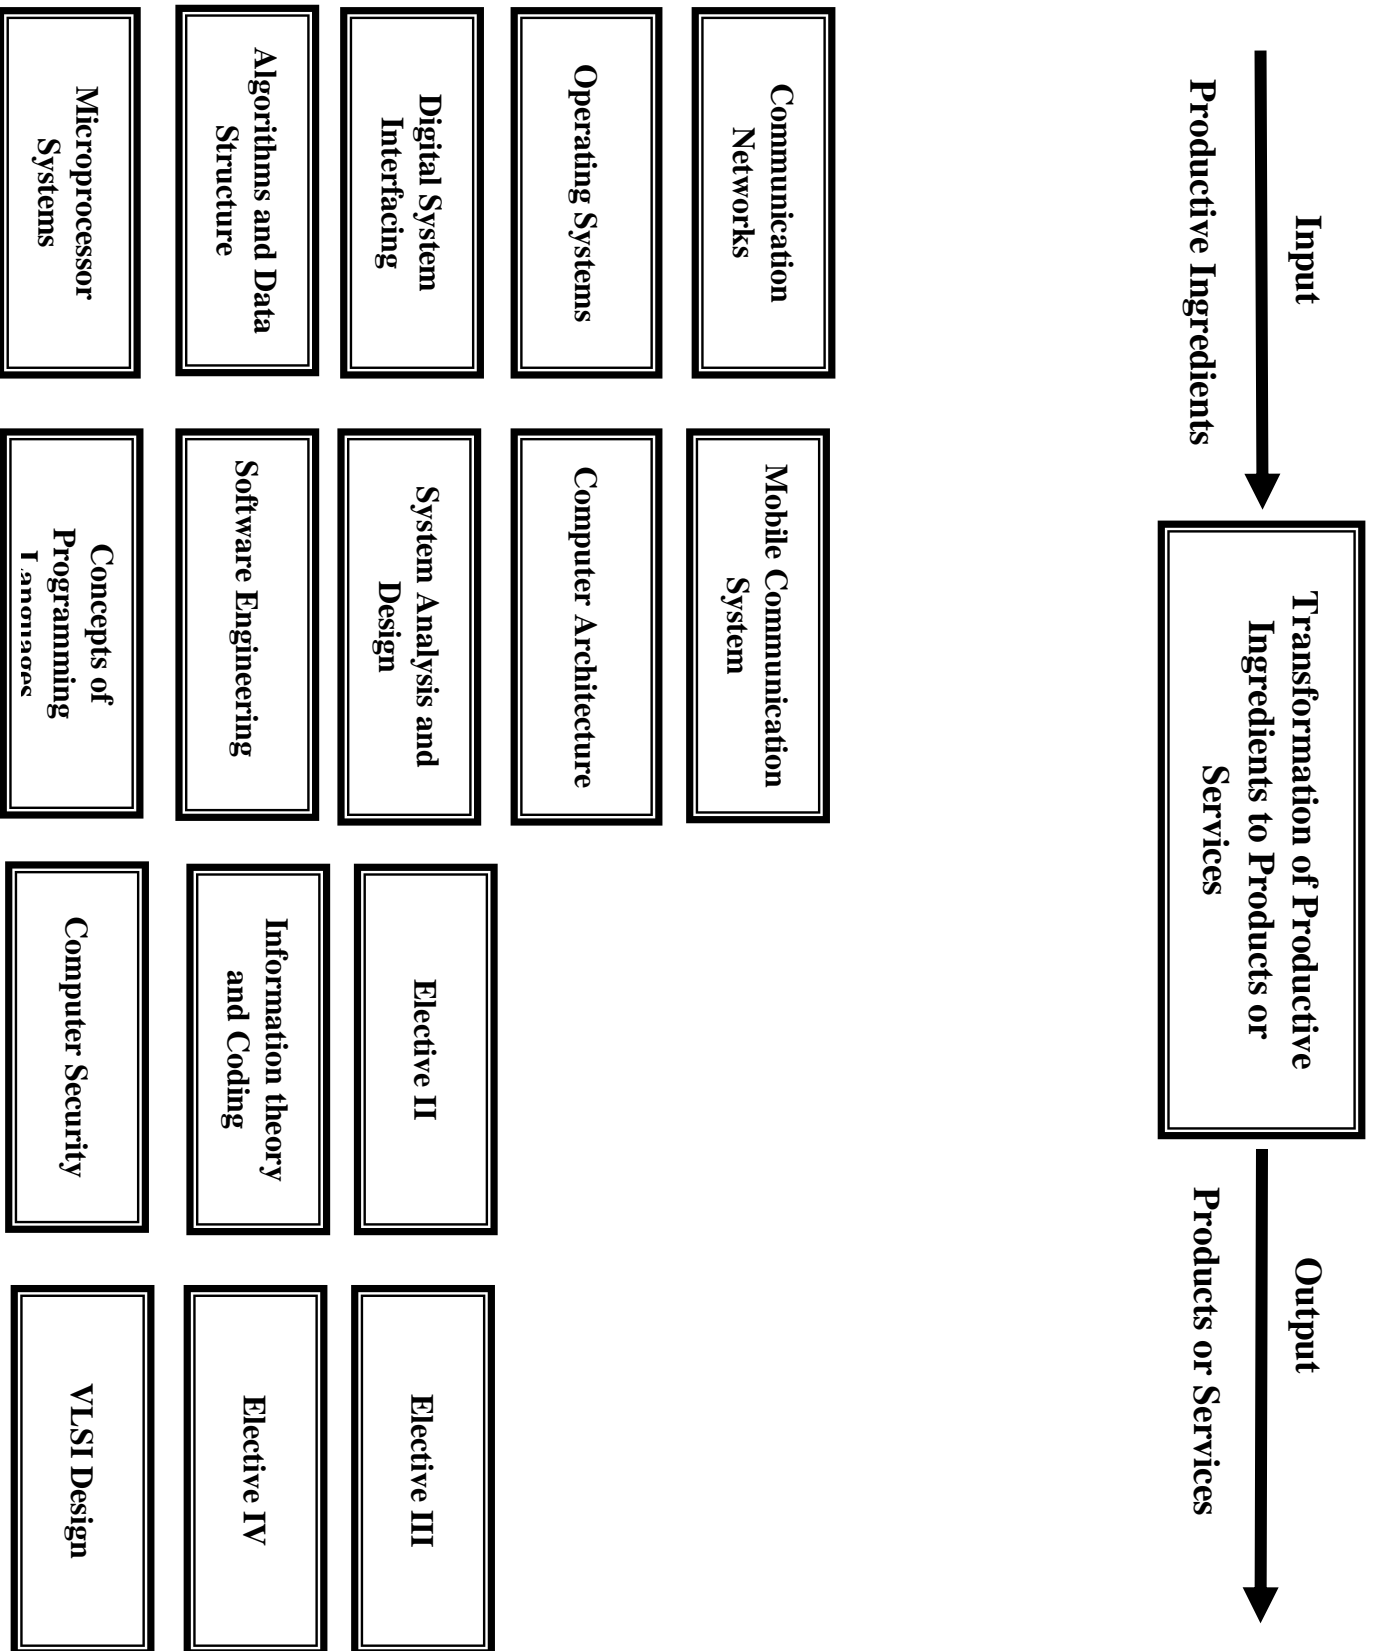 Input
Productive Ingredients
Transformation of Productive
Ingredients to Products or
Services
Output
Products or Services
Communication
Networks
Mobile Communication
System
Operating Systems
Computer Architecture
Digital System
Interfacing
System Analysis and
Design
Elective II
Elective III
Algorithms and Data
Structure
Software Engineering
Information theory
and Coding
Elective IV
Microprocessor
Systems
Concepts of
Programming
Languages
Computer Security
VLSI Design